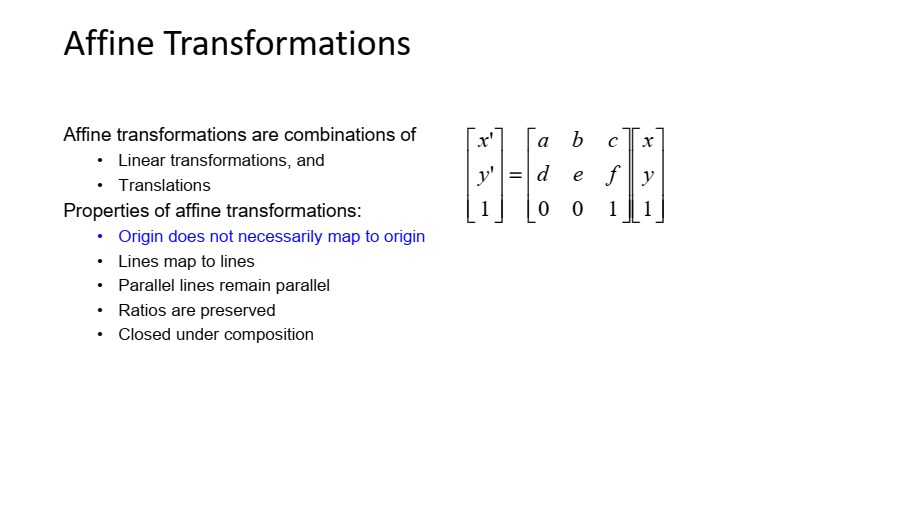 Affine Transformations
Affine transformations are combinations of
• Linear transformations, and
• Translations
Properties of affine transformations:
• Origin does not necessarily map to origin
• Lines map to lines
• Parallel lines remain parallel
• Ratios are preserved
• Closed under composition
[x'] [a b c] [x]
[y'] = [d e f] [y]
[1] [0 0 1] [1]